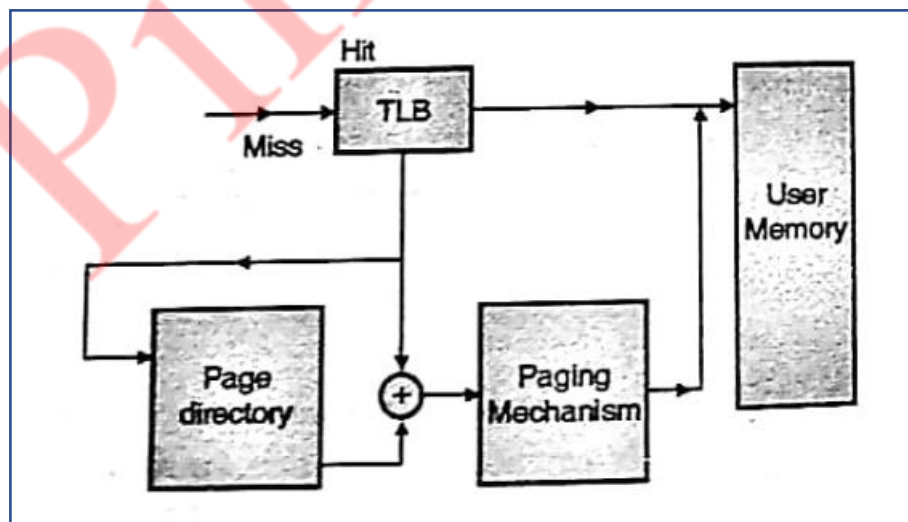 Hit
TLB
Miss
User
Memory
Page
directory
+
Paging
Mechanism